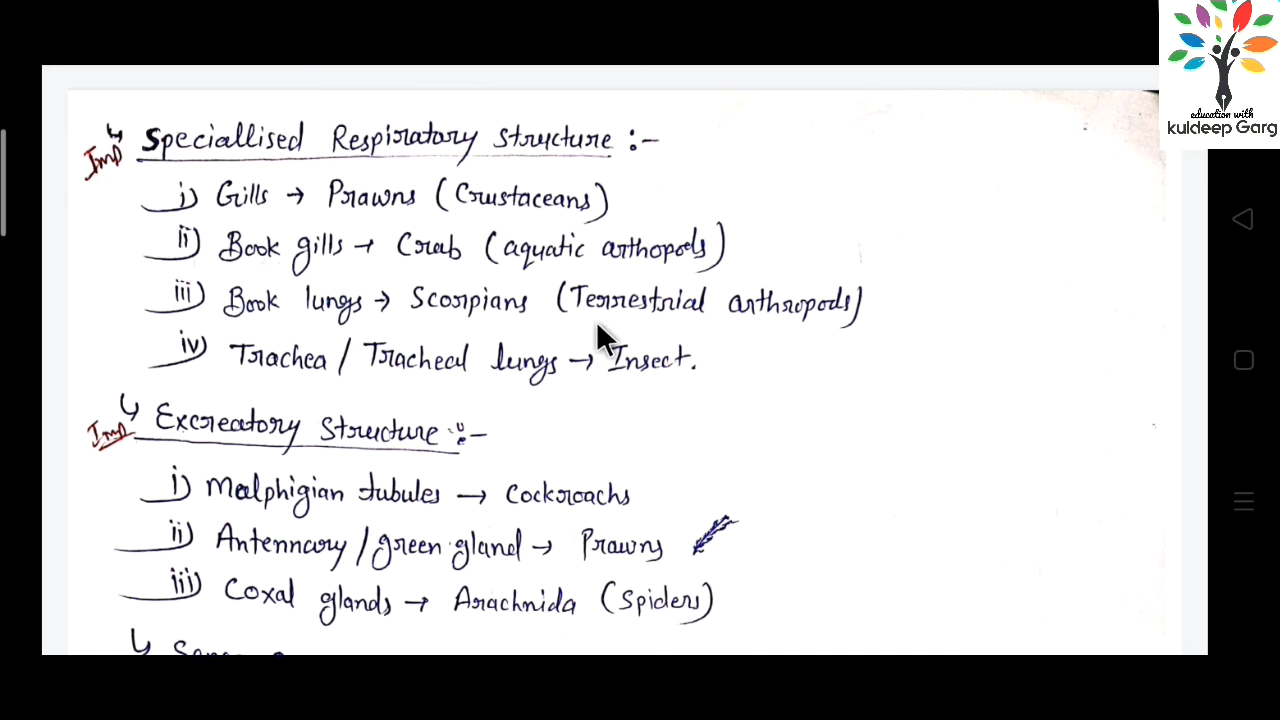 education with
kuldeep Garg
Imp
Speciallised Respiratory Structure :-
i) Gills → Prawns (Crustaceans)
ii) Book gills → Crab (aquatic arthopods)
iii) Book lungs → Scorpians (Terrestrial arthropods)
iv) Trachea / Tracheal lungs → Insect.
Imp
Excreatory Structure :-
i) Malphigian tubules → Cockroachs
ii) Antennary / green gland → Prawns
iii) Coxal glands → Arachnida (Spiders)